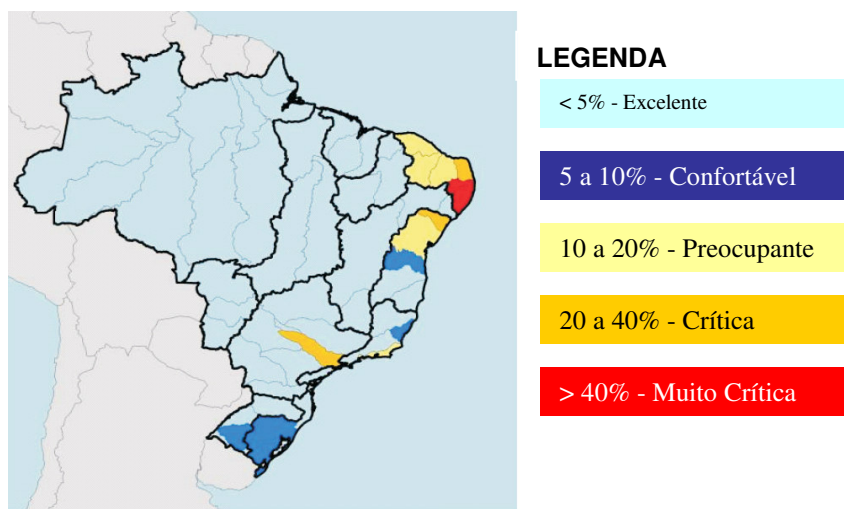 LEGENDA
< 5% - Excelente
5 a 10% - Confortável
10 a 20% - Preocupante
20 a 40% - Crítica
> 40% - Muito Crítica